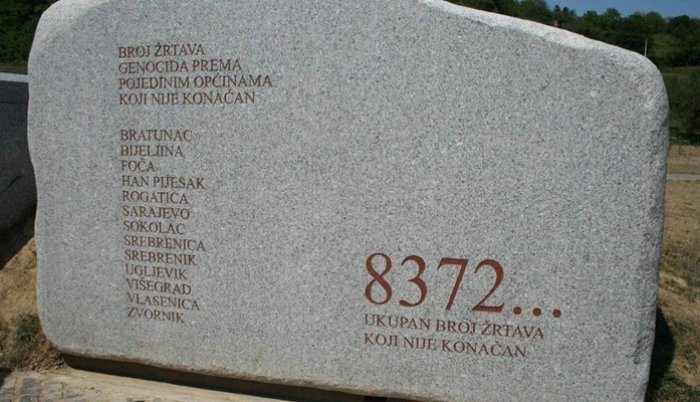 BROJ ŽRTAVA
GENOCIDA PREMA
POJEDINIM OPĆINAMA
KOJI NIJE KONAČAN
BRATUNAC
BIJELJINA
FOČA
HAN PIJESAK
ROGATICA
SARAJEVO
SOKOLAC
SREBRENICA
SREBRENIK
UGLJEVIK
VIŠEGRAD
VLASENICA
ZVORNIK
8372...
UKUPAN BROJ ŽRTAVA
KOJI NIJE KONAČAN